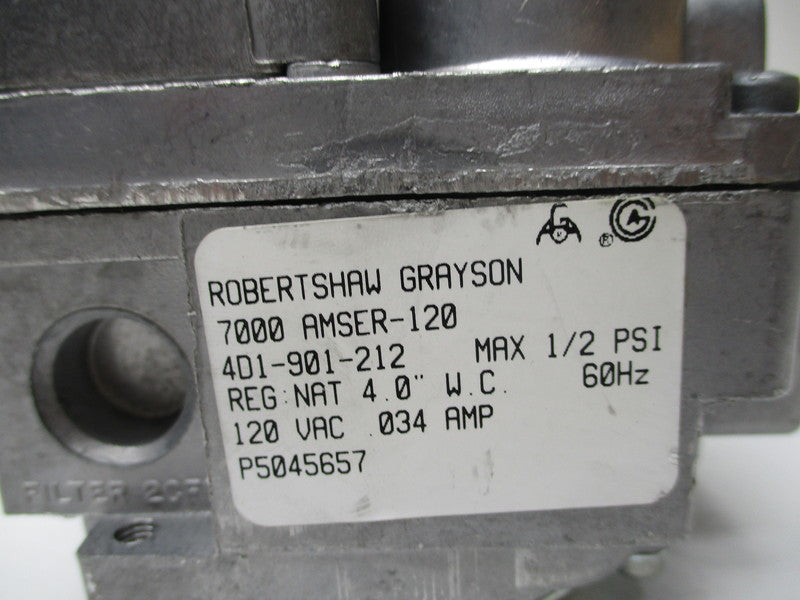 ROBERTSHAW GRAYSON
7000 AMSER-120
4D1-901-212 MAX 1/2 PSI
REG:NAT 4.0" W.C. 60Hz
120 VAC .034 AMP
P5045657
FILTER